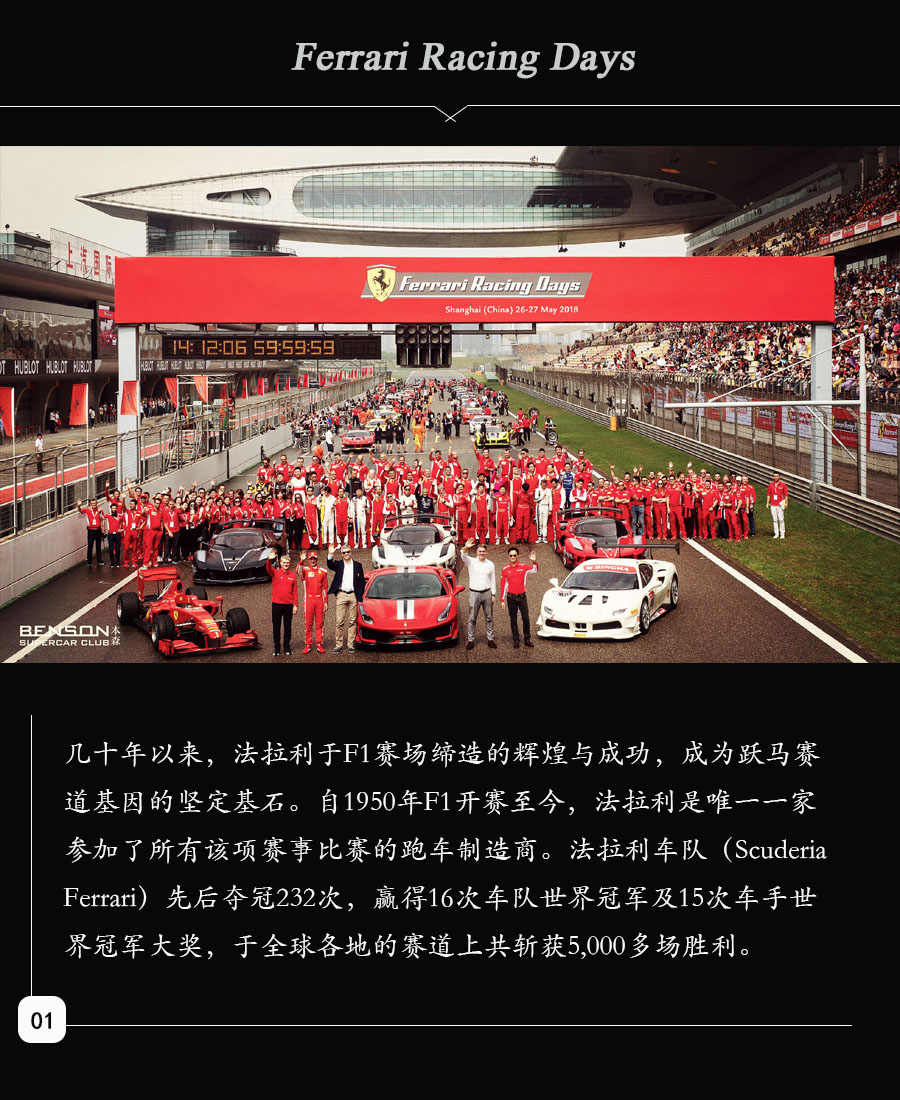 Ferrari Racing Days
上海国际
Ferrari Racing Days
Shanghai (China) 26-27 May 2018
14:12:06 59:59:59
HUBLOT HUBLOT HUBLOT
SINGHA
BENSON木森
SUPERCAR CLUB
几十年以来，法拉利于F1赛场缔造的辉煌与成功，成为跃马赛
道基因的坚定基石。自1950年F1开赛至今，法拉利是唯一一家
参加了所有该项赛事比赛的跑车制造商。法拉利车队（Scuderia
Ferrari）先后夺冠232次，赢得16次车队世界冠军及15次车手世
界冠军大奖，于全球各地的赛道上共斩获5,000多场胜利。
01